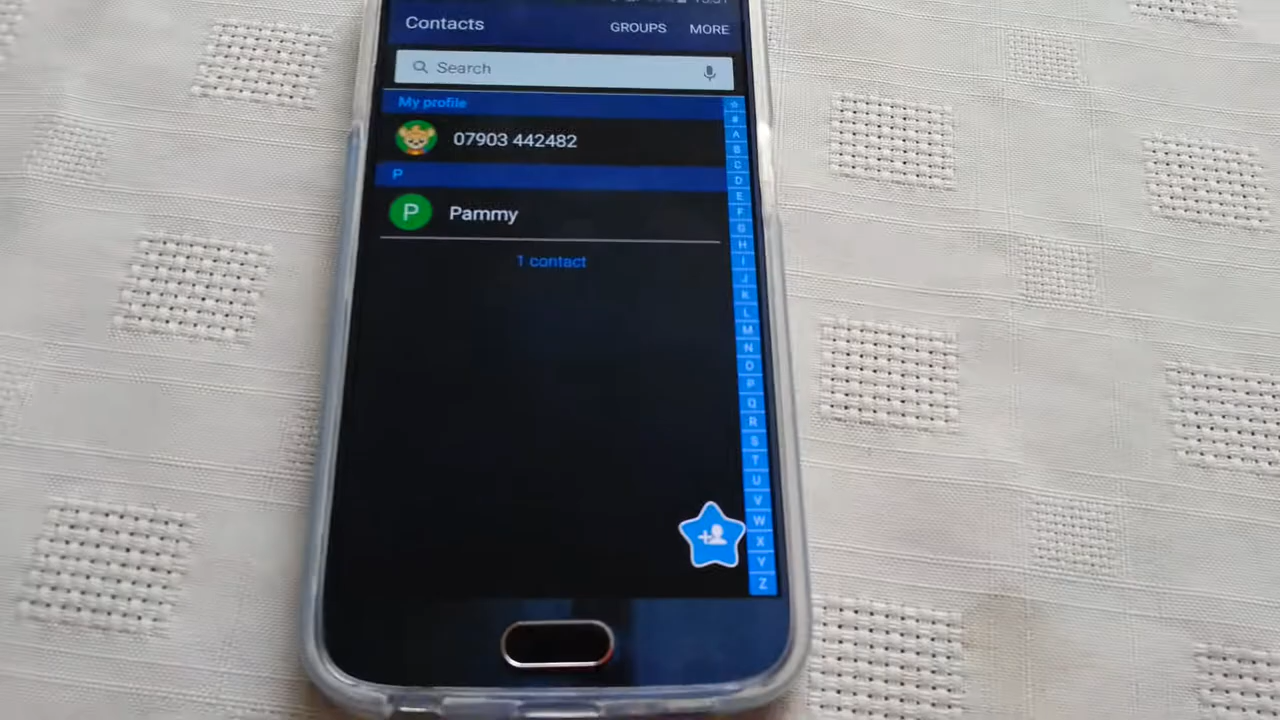 Contacts
GROUPS
MORE
Search
My profile
07903 442482
P
P
Pammy
1 contact
#
A
B
C
D
E
F
G
H
I
J
K
L
M
N
O
P
Q
R
S
T
U
V
W
X
Y
Z